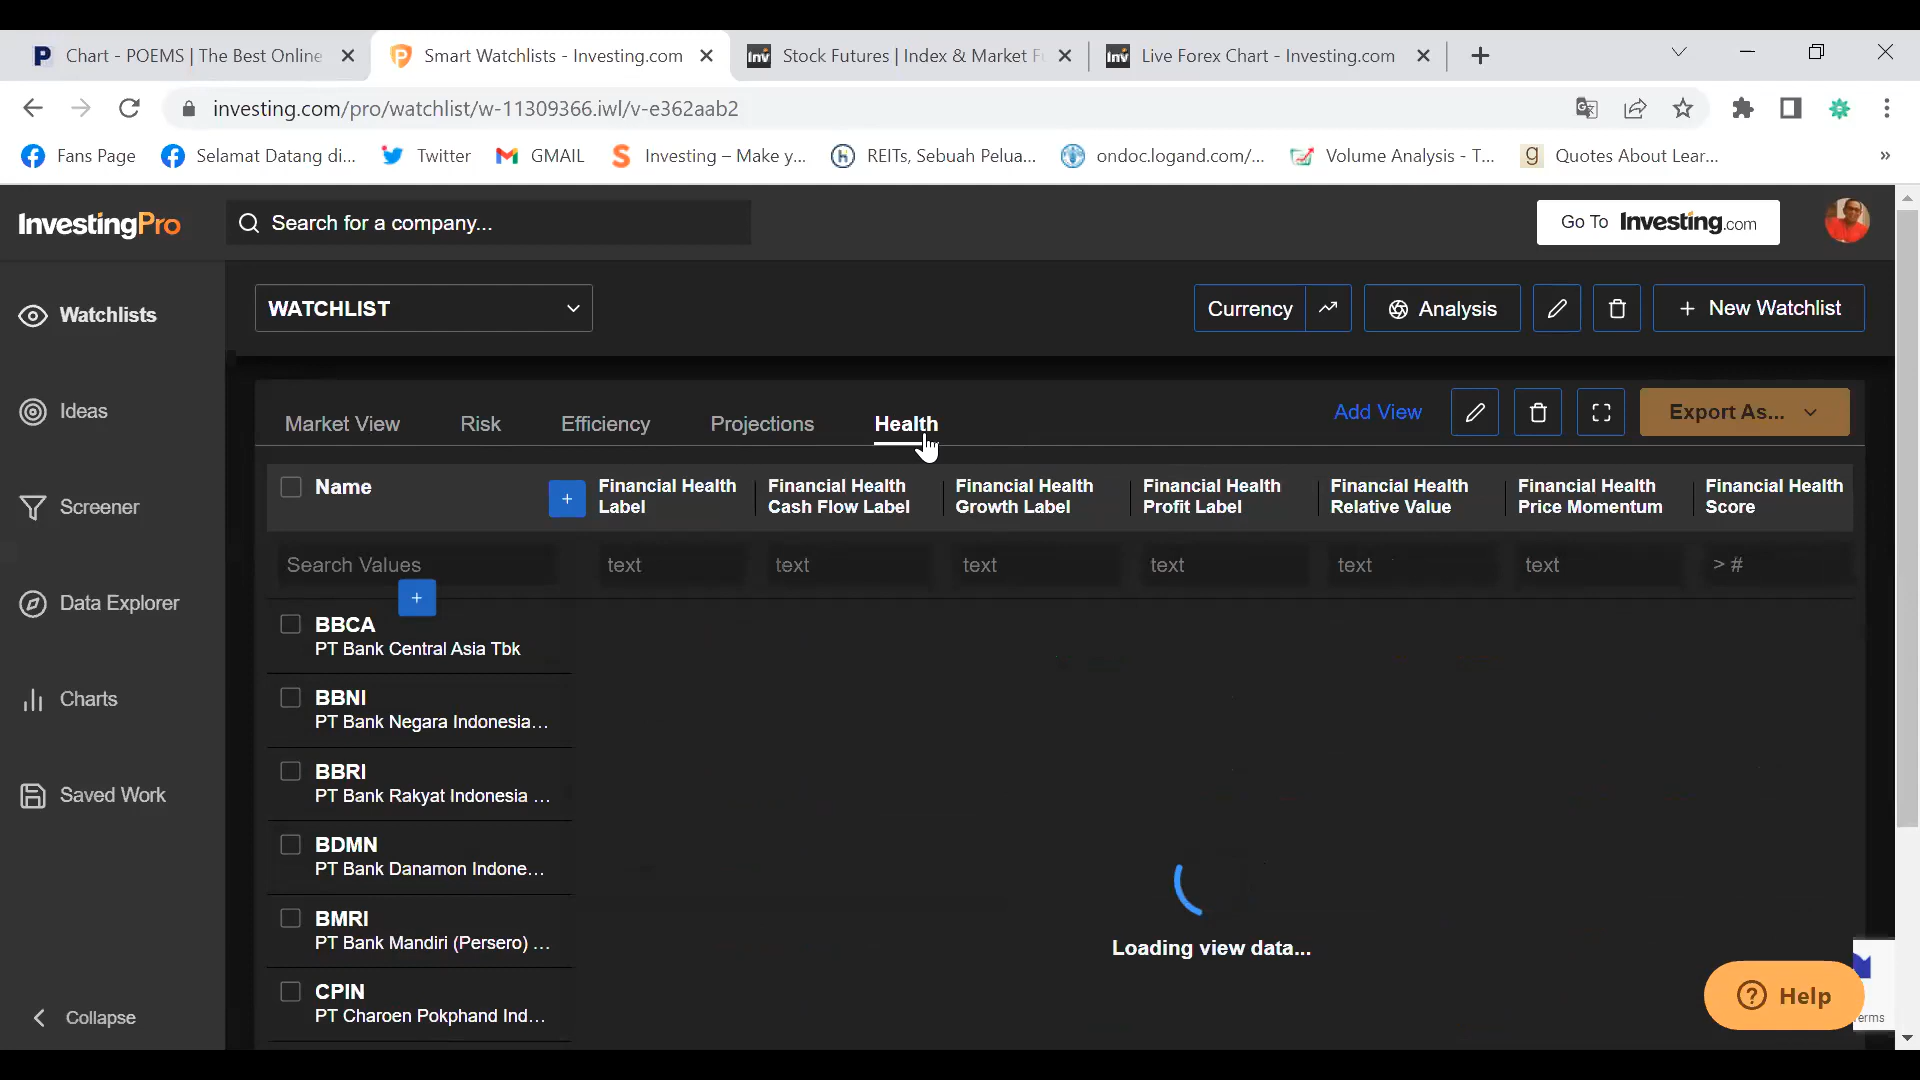 Chart - POEMS | The Best Online
Smart Watchlists - Investing.com
Inv Stock Futures | Index & Market F
Inv Live Forex Chart - Investing.com
investing.com/pro/watchlist/w-11309366.iwl/v-e362aab2
Fans Page
Selamat Datang di...
Twitter
GMAIL
Investing – Make y...
REITs, Sebuah Pelua...
ondoc.logand.com/...
Volume Analysis - T...
Quotes About Lear...
InvestingPro
Search for a company...
Go To Investing.com
Watchlists
Ideas
Screener
Data Explorer
Charts
Saved Work
Collapse
WATCHLIST
Currency
Analysis
+ New Watchlist
Market View
Risk
Efficiency
Projections
Health
Add View
Export As...
Name
+
Financial Health
Label
Financial Health
Cash Flow Label
Financial Health
Growth Label
Financial Health
Profit Label
Financial Health
Relative Value
Financial Health
Price Momentum
Financial Health
Score
Search Values
text
text
text
text
text
text
> #
+
BBCA
PT Bank Central Asia Tbk
BBNI
PT Bank Negara Indonesia...
BBRI
PT Bank Rakyat Indonesia ...
BDMN
PT Bank Danamon Indone...
BMRI
PT Bank Mandiri (Persero) ...
CPIN
PT Charoen Pokphand Ind...
Loading view data...
Help
erms